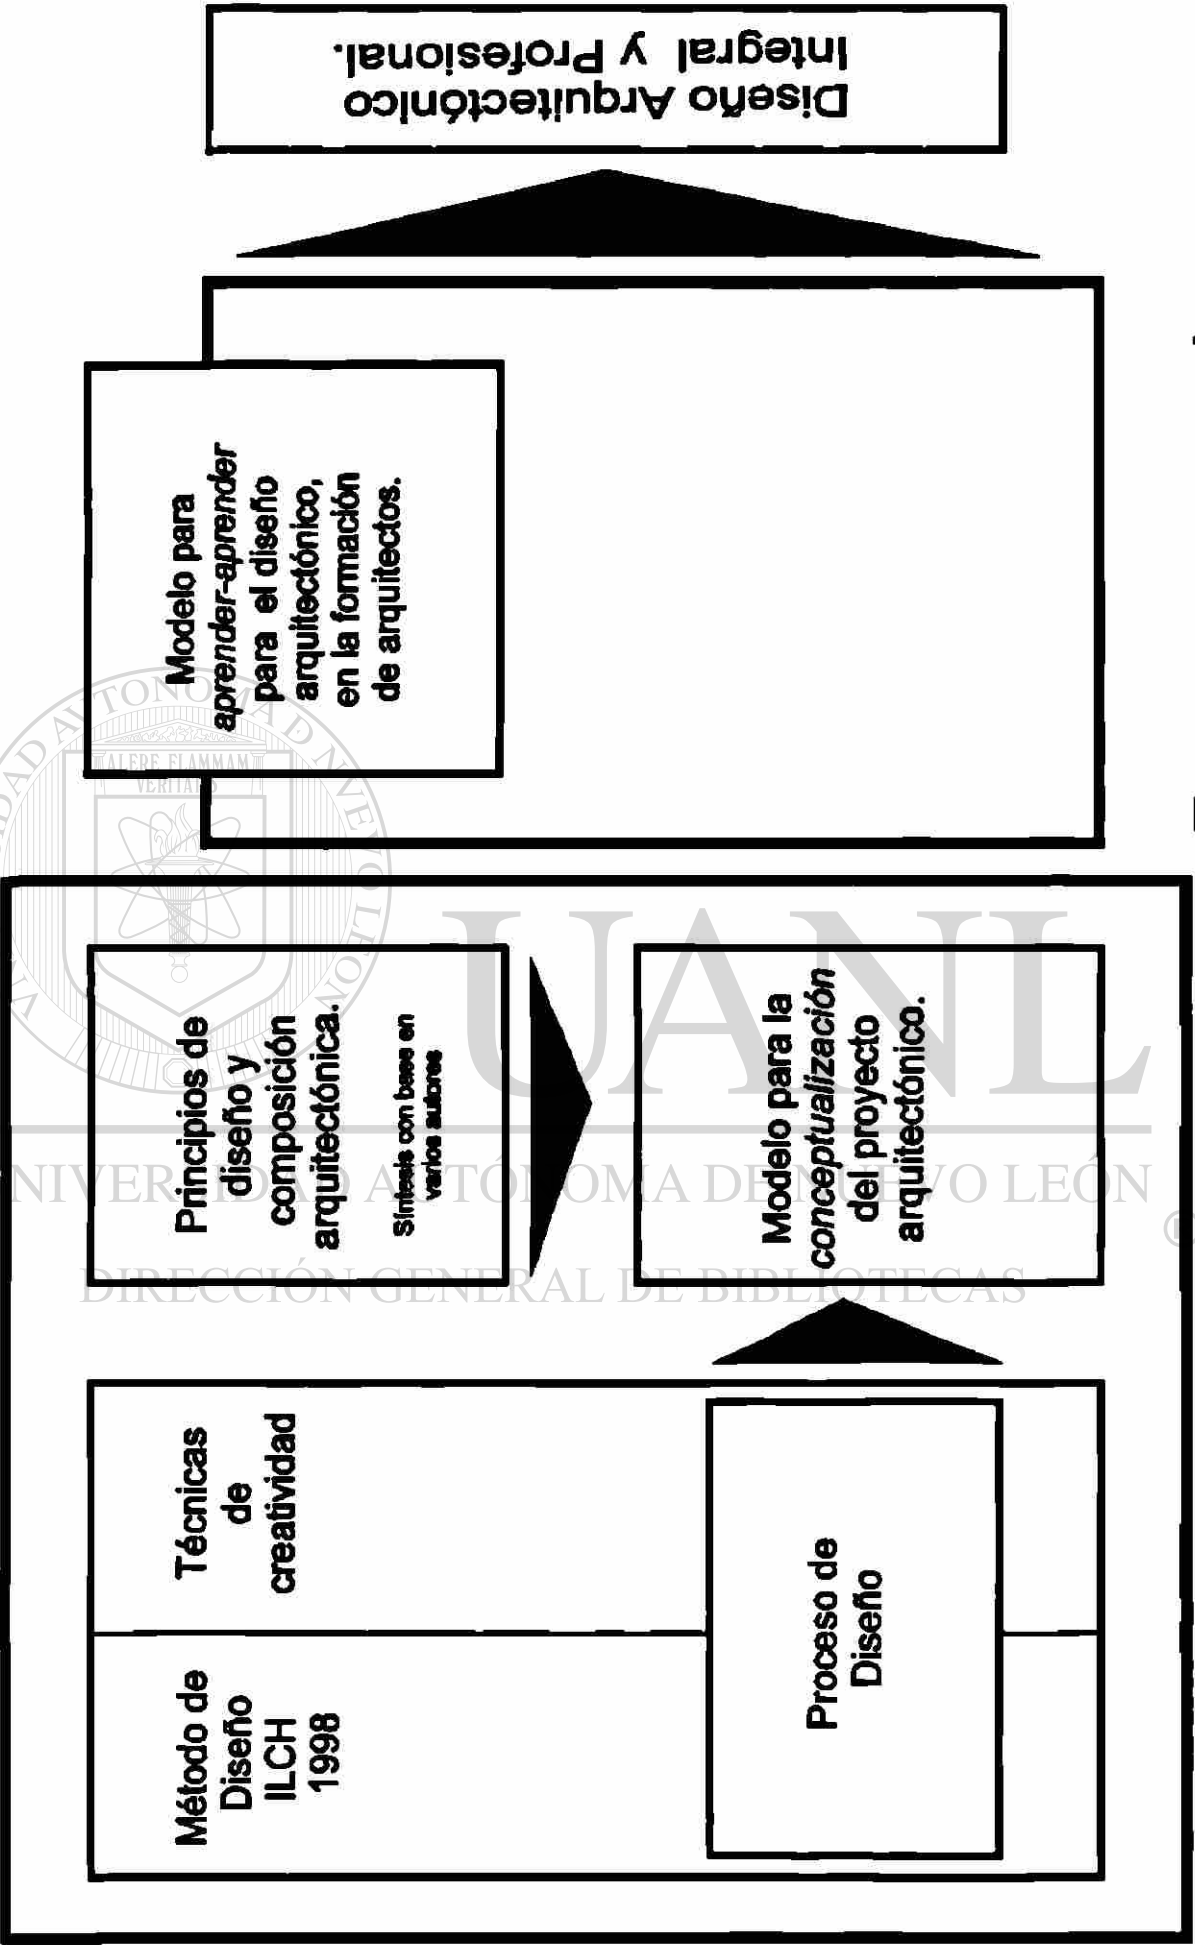 Método de
Diseño
ILCH
1998
Técnicas
de
creatividad
Proceso de
Diseño
Principios de
diseño y
composición
arquitectónica.
Síntesis con base en
varios autores
Modelo para la
conceptualización
del proyecto
arquitectónico.
Modelo para
aprender-aprender
para el diseño
arquitectónico,
en la formación
de arquitectos.
Diseño Arquitectónico
Integral y Profesional.
ALERE FLAMMAM
VERITATIS
UANL
UNIVERSIDAD AUTÓNOMA DE NUEVO LEÓN
®
DIRECCIÓN GENERAL DE BIBLIOTECAS